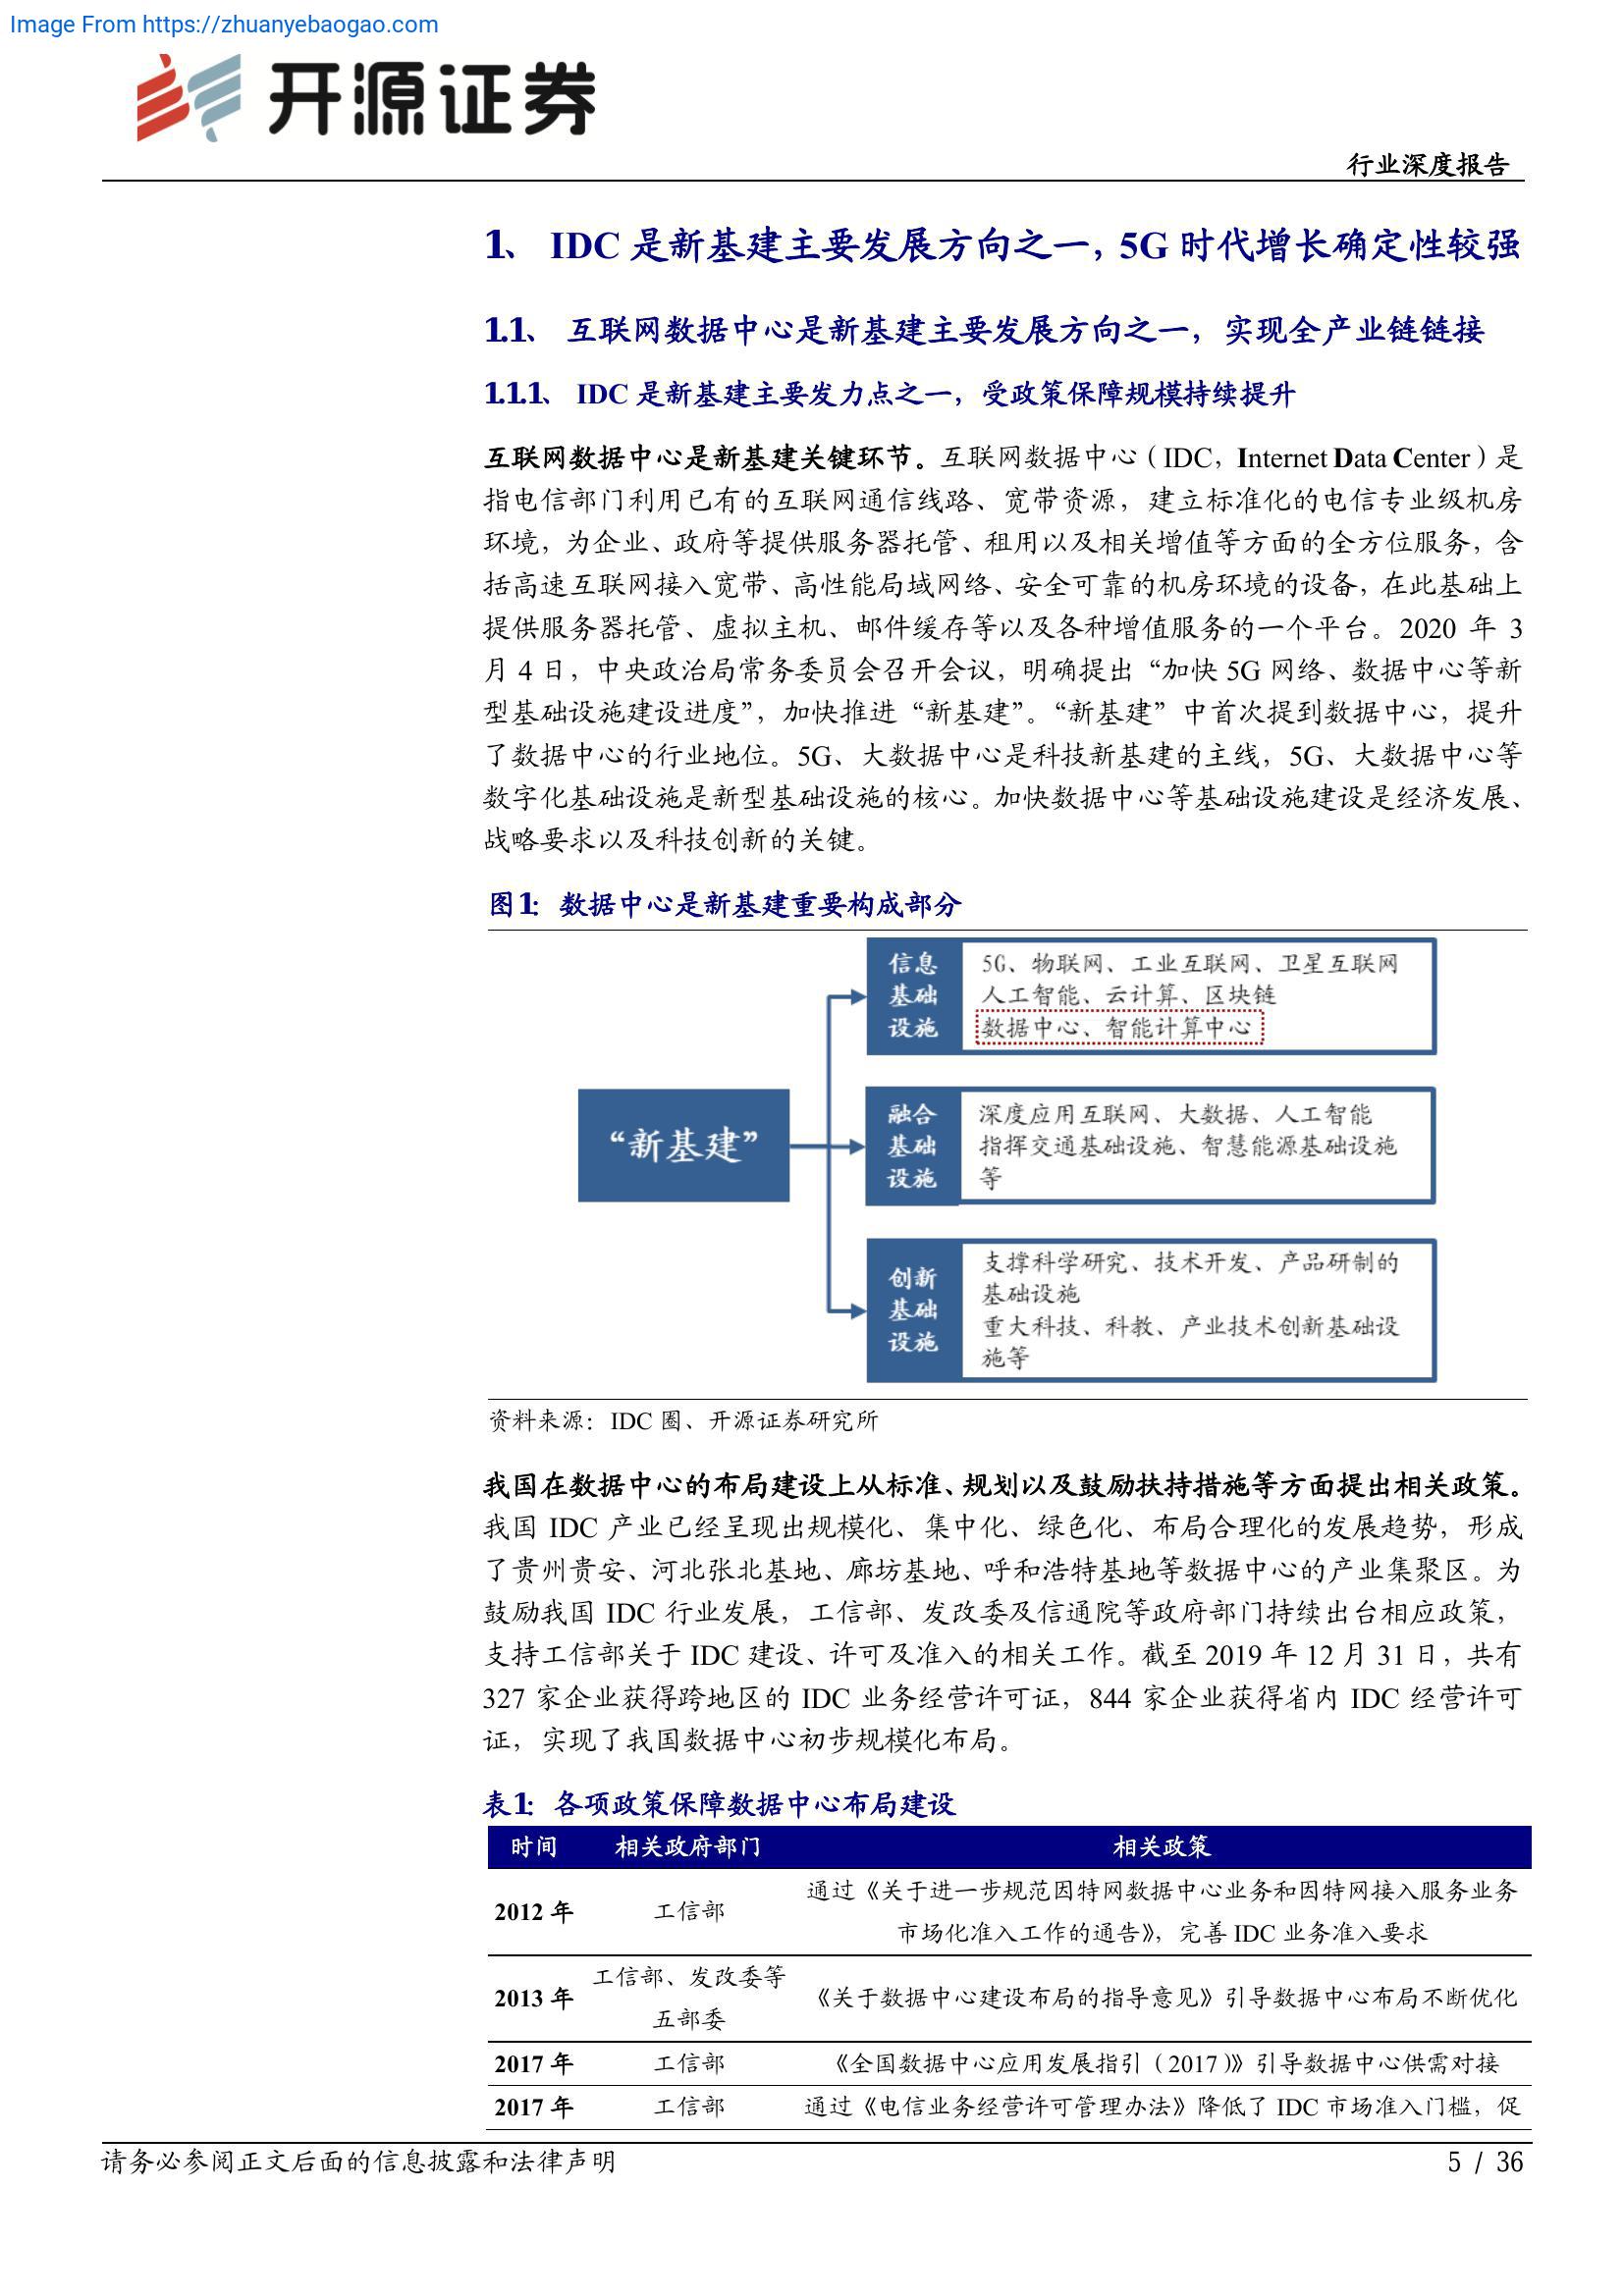 Image From https://zhuanyebaogao.com
开源证券
行业深度报告
1、 IDC 是新基建主要发展方向之一，5G 时代增长确定性较强
1.1、 互联网数据中心是新基建主要发展方向之一，实现全产业链链接
1.1.1、 IDC 是新基建主要发力点之一，受政策保障规模持续提升
互联网数据中心是新基建关键环节。互联网数据中心（IDC，Internet Data Center）是
指电信部门利用已有的互联网通信线路、宽带资源，建立标准化的电信专业级机房
环境，为企业、政府等提供服务器托管、租用以及相关增值等方面的全方位服务，含
括高速互联网接入宽带、高性能局域网络、安全可靠的机房环境的设备，在此基础上
提供服务器托管、虚拟主机、邮件缓存等以及各种增值服务的一个平台。2020 年 3
月 4 日，中央政治局常务委员会召开会议，明确提出“加快 5G 网络、数据中心等新
型基础设施建设进度”，加快推进“新基建”。“新基建”中首次提到数据中心，提升
了数据中心的行业地位。5G、大数据中心是科技新基建的主线，5G、大数据中心等
数字化基础设施是新型基础设施的核心。加快数据中心等基础设施建设是经济发展、
战略要求以及科技创新的关键。
图1： 数据中心是新基建重要构成部分
“新基建”
信息
基础
设施
5G、物联网、工业互联网、卫星互联网
人工智能、云计算、区块链
数据中心、智能计算中心
融合
基础
设施
深度应用互联网、大数据、人工智能
指挥交通基础设施、智慧能源基础设施
等
创新
基础
设施
支撑科学研究、技术开发、产品研制的
基础设施
重大科技、科教、产业技术创新基础设
施等
资料来源：IDC 圈、开源证券研究所
我国在数据中心的布局建设上从标准、规划以及鼓励扶持措施等方面提出相关政策。
我国 IDC 产业已经呈现出规模化、集中化、绿色化、布局合理化的发展趋势，形成
了贵州贵安、河北张北基地、廊坊基地、呼和浩特基地等数据中心的产业集聚区。为
鼓励我国 IDC 行业发展，工信部、发改委及信通院等政府部门持续出台相应政策，
支持工信部关于 IDC 建设、许可及准入的相关工作。截至 2019 年 12 月 31 日，共有
327 家企业获得跨地区的 IDC 业务经营许可证，844 家企业获得省内 IDC 经营许可
证，实现了我国数据中心初步规模化布局。
表1： 各项政策保障数据中心布局建设
时间 相关政府部门 相关政策
2012 年 工信部 通过《关于进一步规范因特网数据中心业务和因特网接入服务业务
市场化准入工作的通告》，完善 IDC 业务准入要求
2013 年 工信部、发改委等
五部委 《关于数据中心建设布局的指导意见》引导数据中心布局不断优化
2017 年 工信部 《全国数据中心应用发展指引（2017）》引导数据中心供需对接
2017 年 工信部 通过《电信业务经营许可管理办法》降低了 IDC 市场准入门槛，促
请务必参阅正文后面的信息披露和法律声明 5 / 36